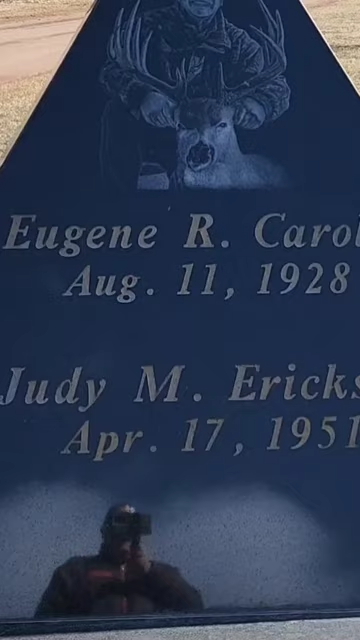 Eugene R. Carol
Aug. 11, 1928
Judy M. Ericks
Apr. 17, 1951